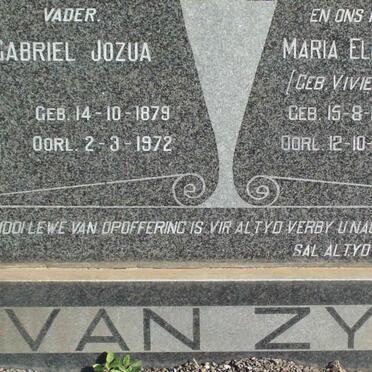 VADER.
EN ONS
GABRIEL JOZUA
MARIA EL
(GEB. VIVIE
GEB. 14-10-1879
GEB. 15-8-
OORL. 2-3-1972
OORL. 12-10-
MOOI LEWE VAN OPOFFERING IS VIR ALTYD VERBY U NA
SAL ALTYD
VAN ZY